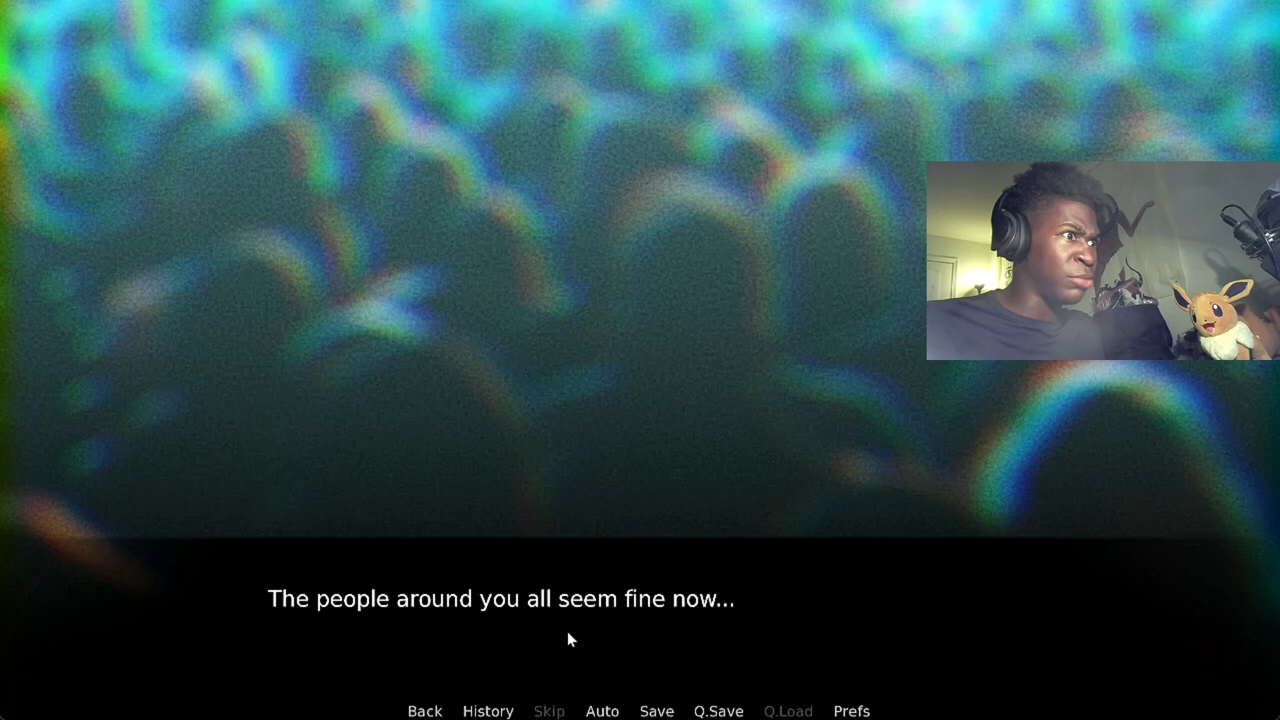 The people around you all seem fine now...
Back History Skip Auto Save Q.Save Q.Load Prefs